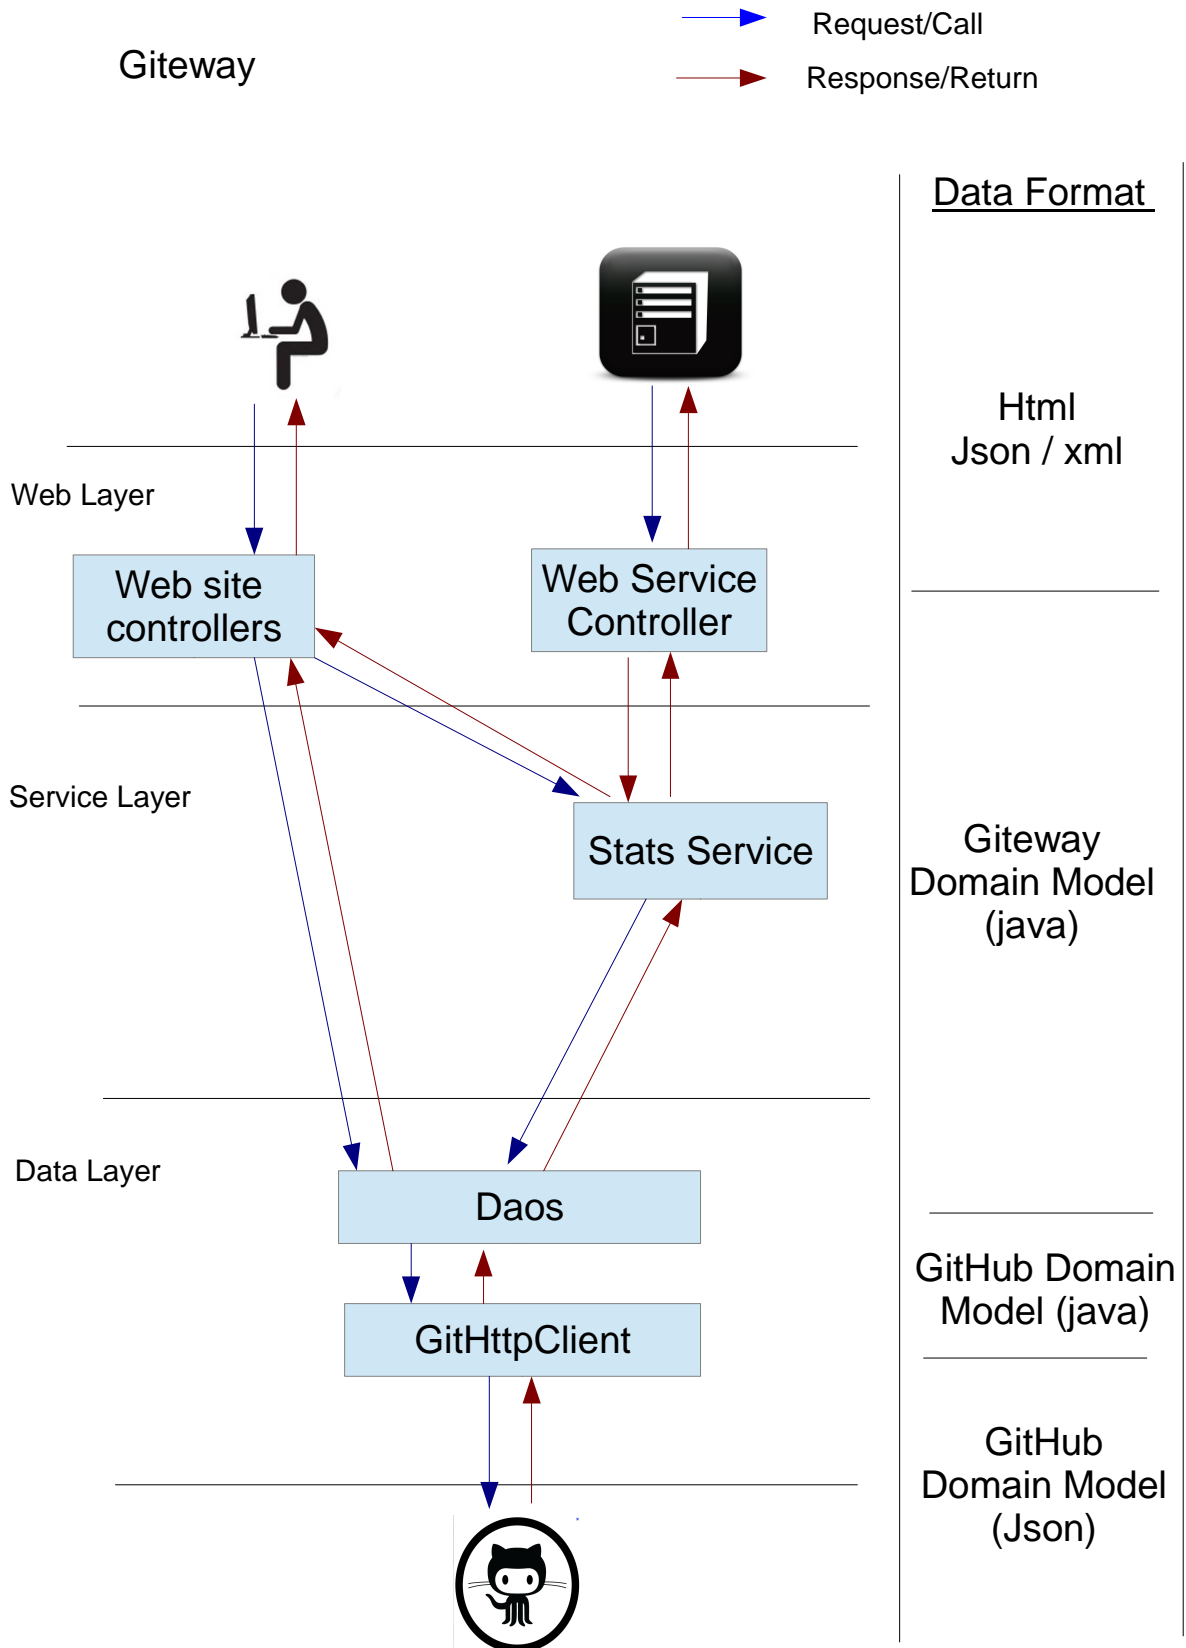 Request/Call
Giteway
Response/Return
Data Format
Html
Json / xml
Web Layer
Web site
controllers
Web Service
Controller
Service Layer
Stats Service
Giteway
Domain Model
(java)
Data Layer
Daos
GitHub Domain
Model (java)
GitHttpClient
GitHub
Domain Model
(Json)